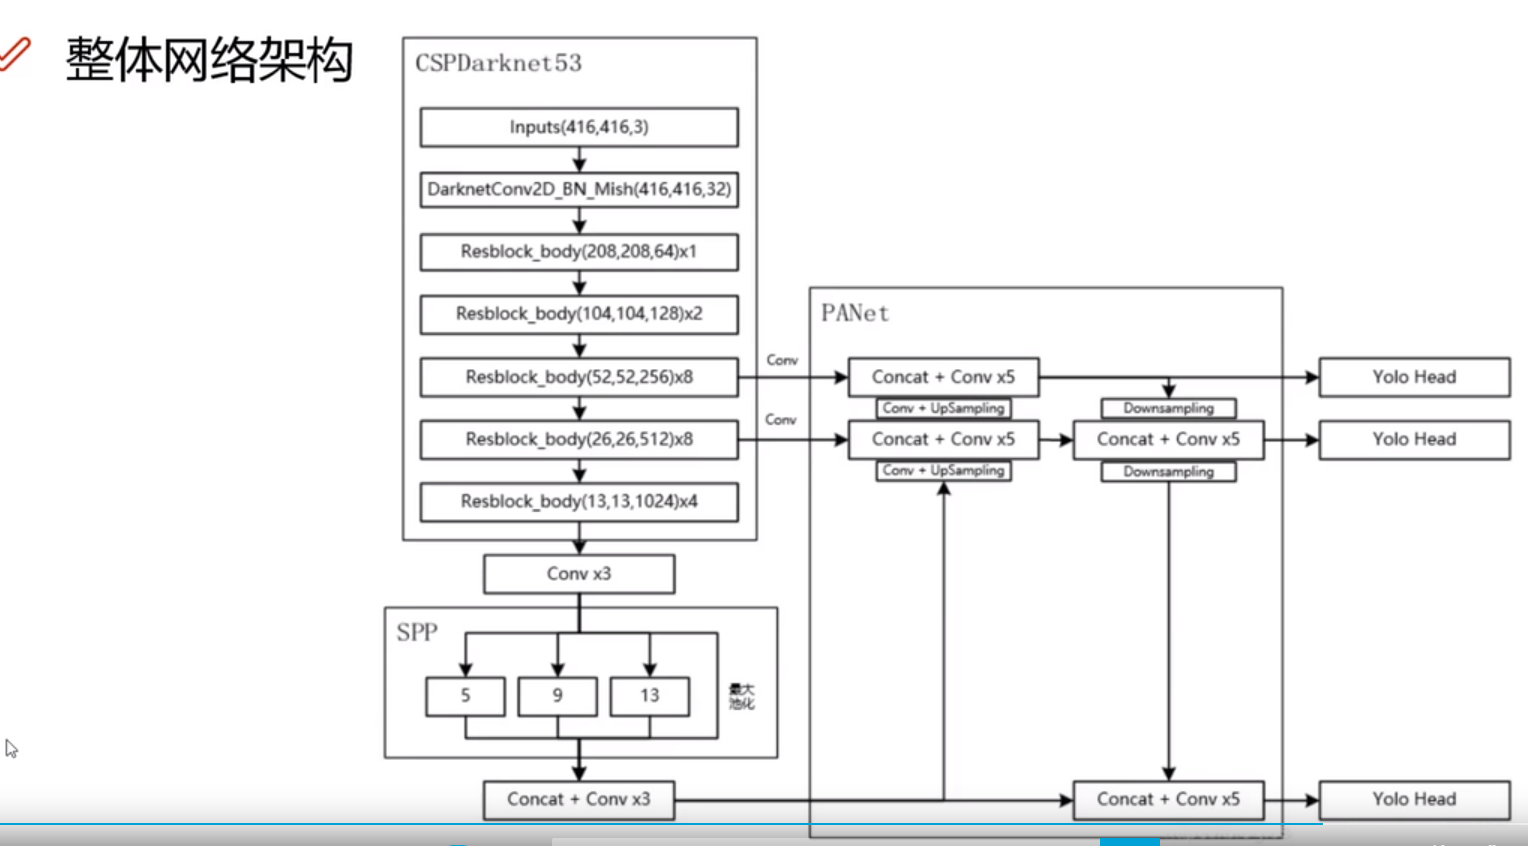 整体网络架构
CSPDarknet53
Inputs(416,416,3)
DarknetConv2D_BN_Mish(416,416,32)
Resblock_body(208,208,64)x1
Resblock_body(104,104,128)x2
Resblock_body(52,52,256)x8
Resblock_body(26,26,512)x8
Resblock_body(13,13,1024)x4
Conv x3
SPP
5
9
13
最大
池化
Concat + Conv x3
Conv
Conv
PANet
Concat + Conv x5
Conv + UpSampling
Concat + Conv x5
Conv + UpSampling
Downsampling
Concat + Conv x5
Downsampling
Concat + Conv x5
Yolo Head
Yolo Head
Yolo Head